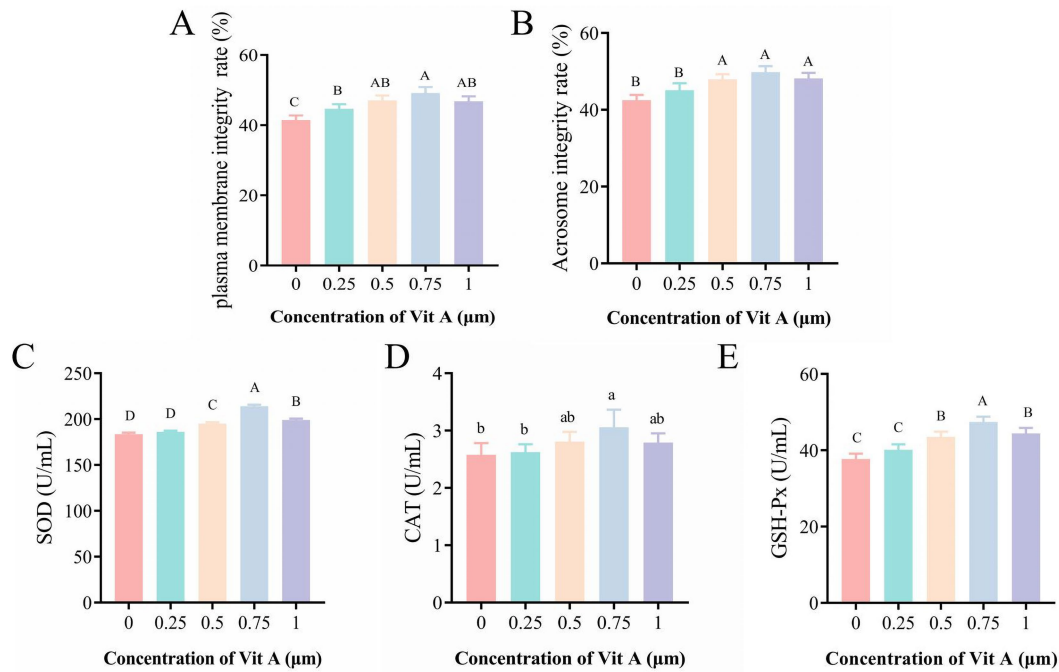 A
plasma membrane integrity rate (%)
60
40
20
0
C
B
AB
A
AB
0 0.25 0.5 0.75 1
Concentration of Vit A (μm)
B
Acrosome integrity rate (%)
60
40
20
0
B
B
A
A
A
0 0.25 0.5 0.75 1
Concentration of Vit A (μm)
C
SOD (U/mL)
250
200
150
100
50
0
D
D
C
A
B
0 0.25 0.5 0.75 1
Concentration of Vit A (μm)
D
CAT (U/mL)
4
3
2
1
0
b
b
ab
a
ab
0 0.25 0.5 0.75 1
Concentration of Vit A (μm)
E
GSH-Px (U/mL)
60
40
20
0
C
C
B
A
B
0 0.25 0.5 0.75 1
Concentration of Vit A (μm)